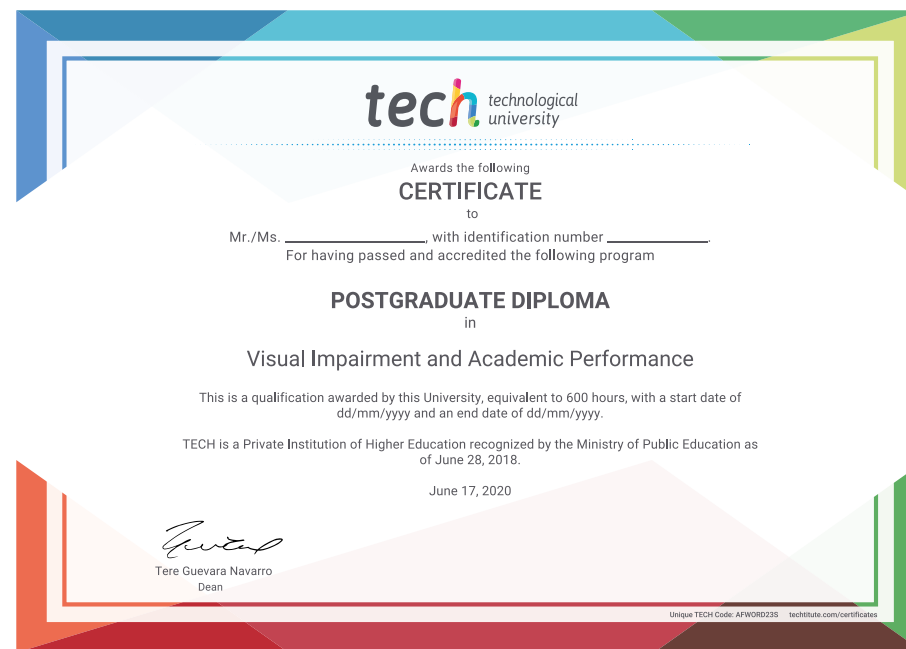 tech technological
university
Awards the following
CERTIFICATE
to
Mr./Ms. ____________________, with identification number ______________.
For having passed and accredited the following program
POSTGRADUATE DIPLOMA
in
Visual Impairment and Academic Performance
This is a qualification awarded by this University, equivalent to 600 hours, with a start date of
dd/mm/yyyy and an end date of dd/mm/yyyy.
TECH is a Private Institution of Higher Education recognized by the Ministry of Public Education as
of June 28, 2018.
June 17, 2020
Tere Guevara Navarro
Dean
Unique TECH Code: AFWORD23S techtitute.com/certificates